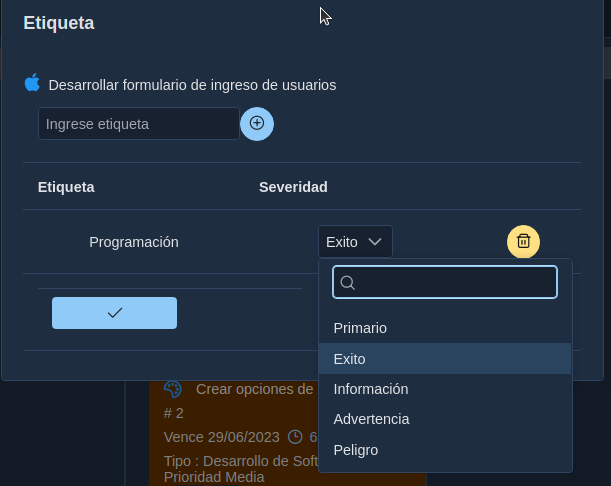 Etiqueta
Desarrollar formulario de ingreso de usuarios
Ingrese etiqueta
Etiqueta Severidad
Programación Exito
Primario
Exito
Información
Advertencia
Peligro
Crear opciones de
# 2
Vence 29/06/2023 6
Tipo : Desarrollo de Soft
Prioridad Media